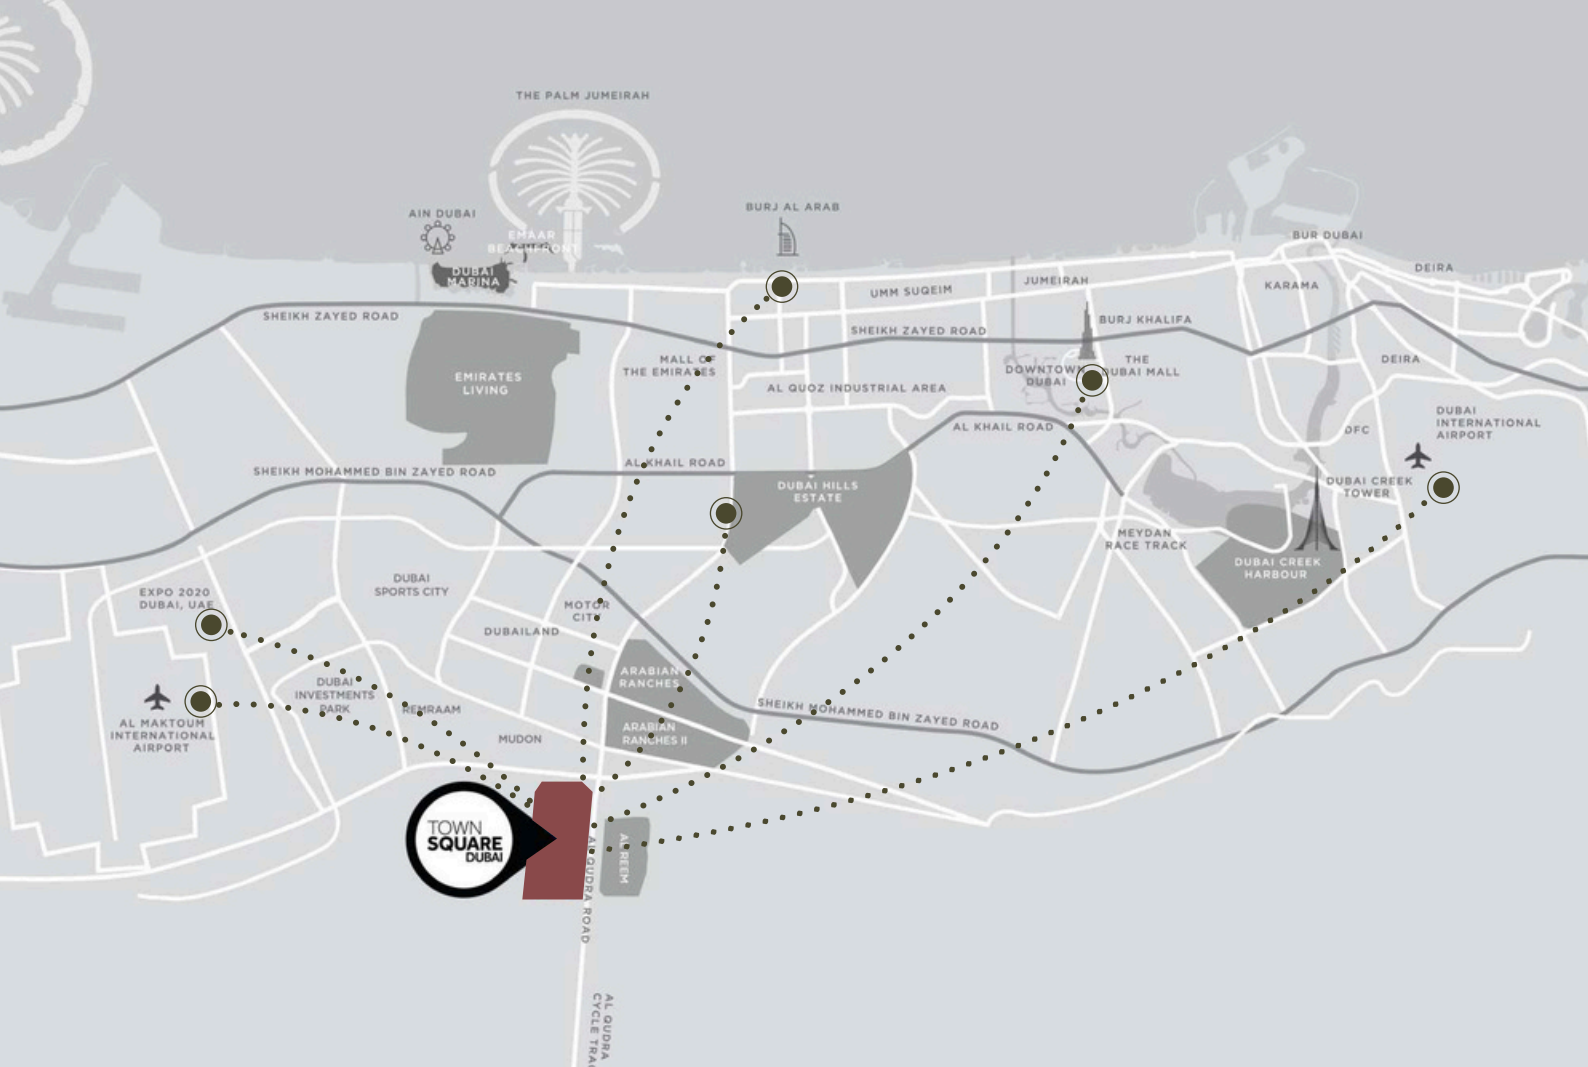 THE PALM JUMEIRAH
AIN DUBAI
EMAAR
BEACHFRONT
DUBAI
MARINA
BURJ AL ARAB
BUR DUBAI
DEIRA
KARAMA
JUMEIRAH
UMM SUQEIM
SHEIKH ZAYED ROAD
SHEIKH ZAYED ROAD
BURJ KHALIFA
THE
DUBAI MALL
DOWNTOWN
DUBAI
DEIRA
MALL OF
THE EMIRATES
EMIRATES
LIVING
AL QUOZ INDUSTRIAL AREA
AL KHAIL ROAD
DUBAI
INTERNATIONAL
AIRPORT
DFC
SHEIKH MOHAMMED BIN ZAYED ROAD
AL KHAIL ROAD
DUBAI HILLS
ESTATE
DUBAI CREEK
TOWER
MEYDAN
RACE TRACK
DUBAI CREEK
HARBOUR
EXPO 2020
DUBAI, UAE
DUBAI
SPORTS CITY
MOTOR
CITY
DUBAILAND
ARABIAN
RANCHES
DUBAI
INVESTMENTS
PARK
REMRAAM
AL MAKTOUM
INTERNATIONAL
AIRPORT
MUDON
ARABIAN
RANCHES II
SHEIKH MOHAMMED BIN ZAYED ROAD
TOWN
SQUARE
DUBAI
AL REEM
AL QUDRA ROAD
AL QUDRA
CYCLE TRAC